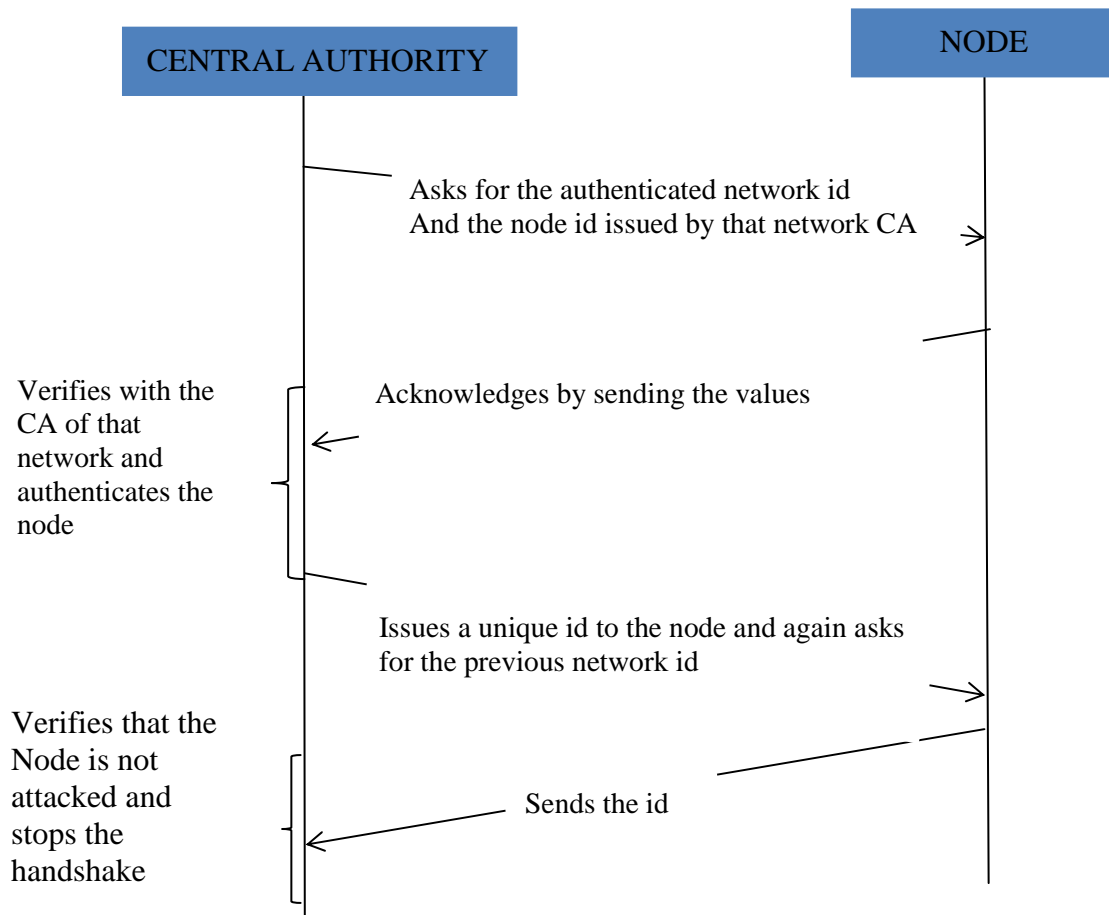 CENTRAL AUTHORITY
NODE
Asks for the authenticated network id
And the node id issued by that network CA
Verifies with the
CA of that
network and
authenticates the
node
Acknowledges by sending the values
Issues a unique id to the node and again asks
for the previous network id
Verifies that the
Node is not
attacked and
stops the
handshake
Sends the id